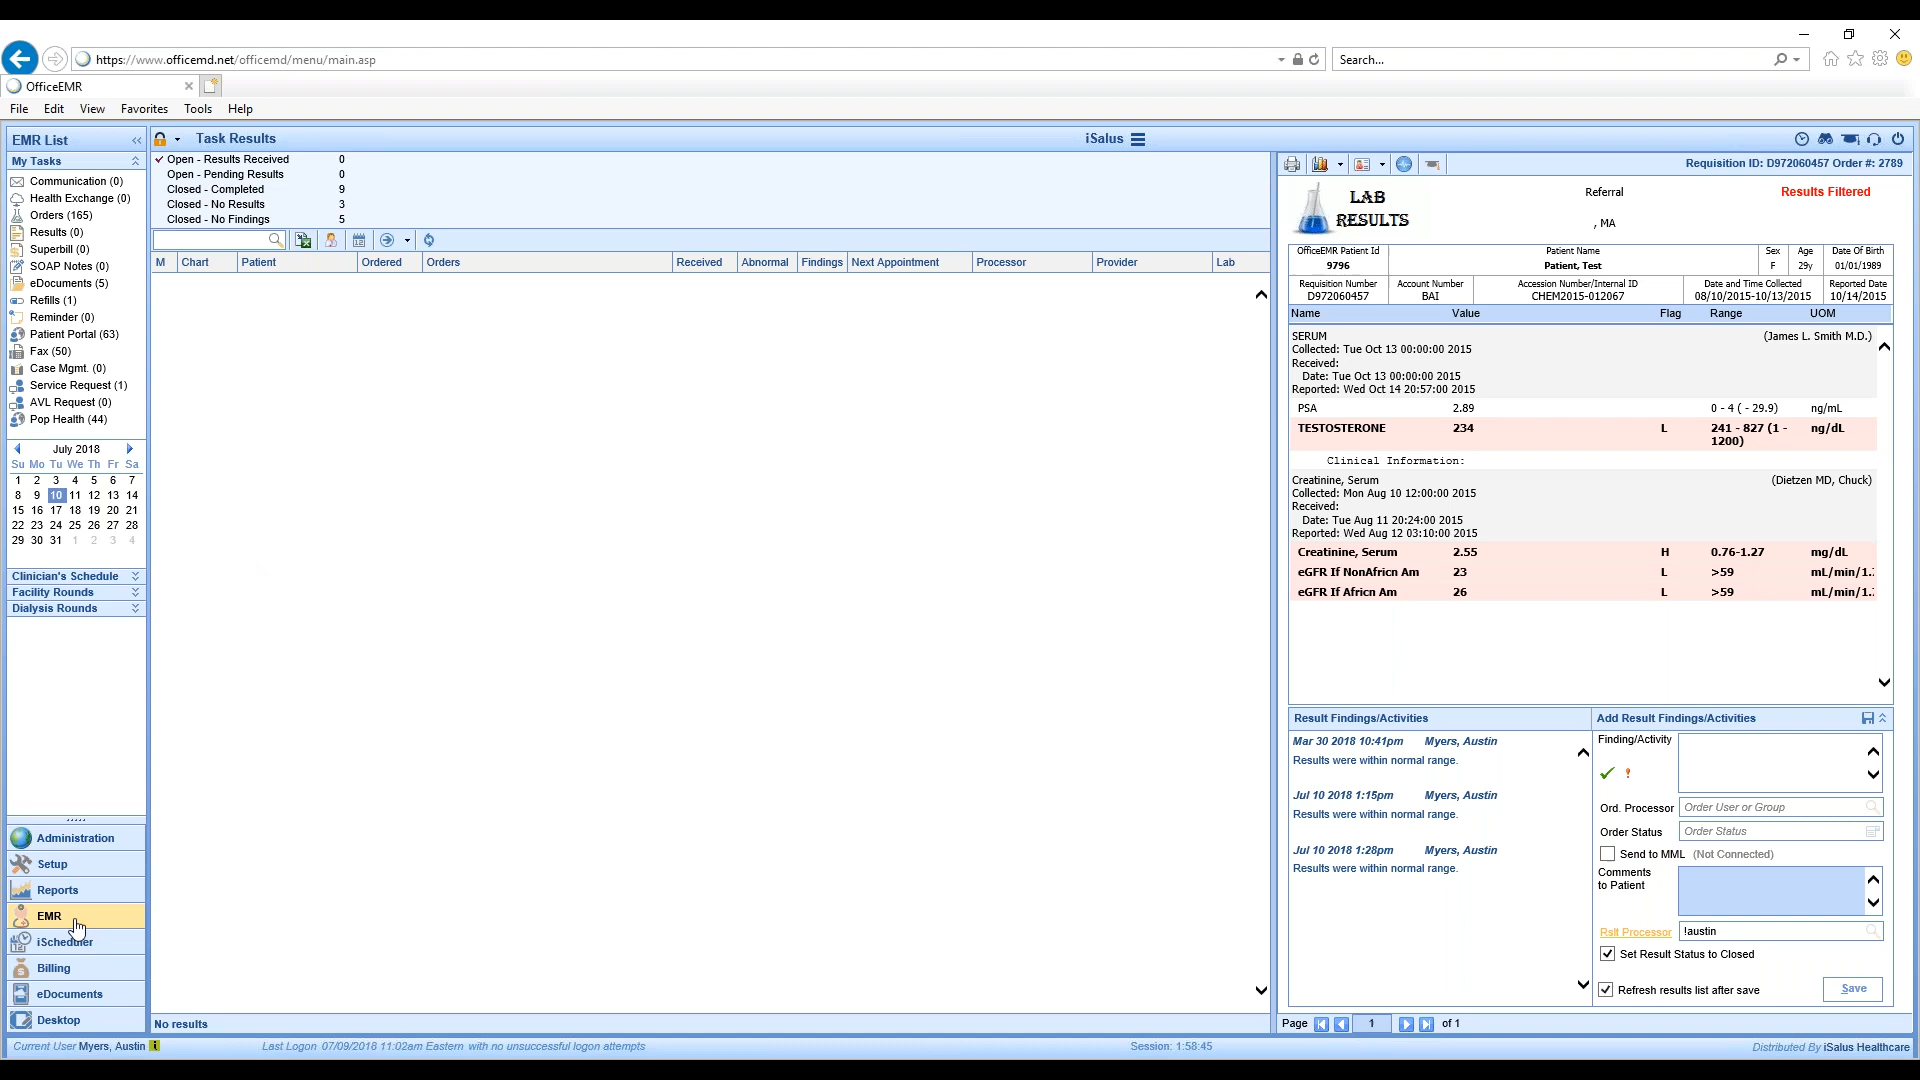 https://www.officemd.net/officemd/menu/main.asp
Search...
OfficeEMR
File Edit View Favorites Tools Help
EMR List
My Tasks
Communication (0)
Health Exchange (0)
Orders (165)
Results (0)
Superbill (0)
SOAP Notes (0)
eDocuments (5)
Refills (1)
Reminder (0)
Patient Portal (63)
Fax (50)
Case Mgmt. (0)
Service Request (1)
AVL Request (0)
Pop Health (44)
July 2018
Su Mo Tu We Th Fr Sa
1 2 3 4 5 6 7
8 9 10 11 12 13 14
15 16 17 18 19 20 21
22 23 24 25 26 27 28
29 30 31 1 2 3 4
Clinician's Schedule
Facility Rounds
Dialysis Rounds
Administration
Setup
Reports
EMR
iScheduler
Billing
eDocuments
Desktop
Task Results
iSalus
Open - Results Received 0
Open - Pending Results 0
Closed - Completed 9
Closed - No Results 3
Closed - No Findings 5
M Chart Patient Ordered Orders Received Abnormal Findings Next Appointment Processor Provider Lab
No results
Requisition ID: D972060457 Order #: 2789
LAB
RESULTS
Referral
Results Filtered
, MA
OfficeEMR Patient Id Patient Name Sex Age Date Of Birth
9796 Patient, Test F 29y 01/01/1989
Requisition Number Account Number Accession Number/Internal ID Date and Time Collected Reported Date
D972060457 BAI CHEM2015-012067 08/10/2015-10/13/2015 10/14/2015
Name Value Flag Range UOM
SERUM (James L. Smith M.D.)
Collected: Tue Oct 13 00:00:00 2015
Received:
Date: Tue Oct 13 00:00:00 2015
Reported: Wed Oct 14 20:57:00 2015
PSA 2.89 0 - 4 ( - 29.9) ng/mL
TESTOSTERONE 234 L 241 - 827 (1 - ng/dL
1200)
Clinical Information:
Creatinine, Serum (Dietzen MD, Chuck)
Collected: Mon Aug 10 12:00:00 2015
Received:
Date: Tue Aug 11 20:24:00 2015
Reported: Wed Aug 12 03:10:00 2015
Creatinine, Serum 2.55 H 0.76-1.27 mg/dL
eGFR If NonAfricn Am 23 L >59 mL/min/1.
eGFR If Africn Am 26 L >59 mL/min/1.
Result Findings/Activities
Mar 30 2018 10:41pm Myers, Austin
Results were within normal range.
Jul 10 2018 1:15pm Myers, Austin
Results were within normal range.
Jul 10 2018 1:28pm Myers, Austin
Results were within normal range.
Add Result Findings/Activities
Finding/Activity
Ord. Processor Order User or Group
Order Status Order Status
Send to MML (Not Connected)
Comments
to Patient
Rslt Processor !austin
Set Result Status to Closed
Refresh results list after save
Save
Page 1 of 1
Current User Myers, Austin
Last Logon 07/09/2018 11:02am Eastern with no unsuccessful logon attempts
Session: 1:58:45
Distributed By iSalus Healthcare